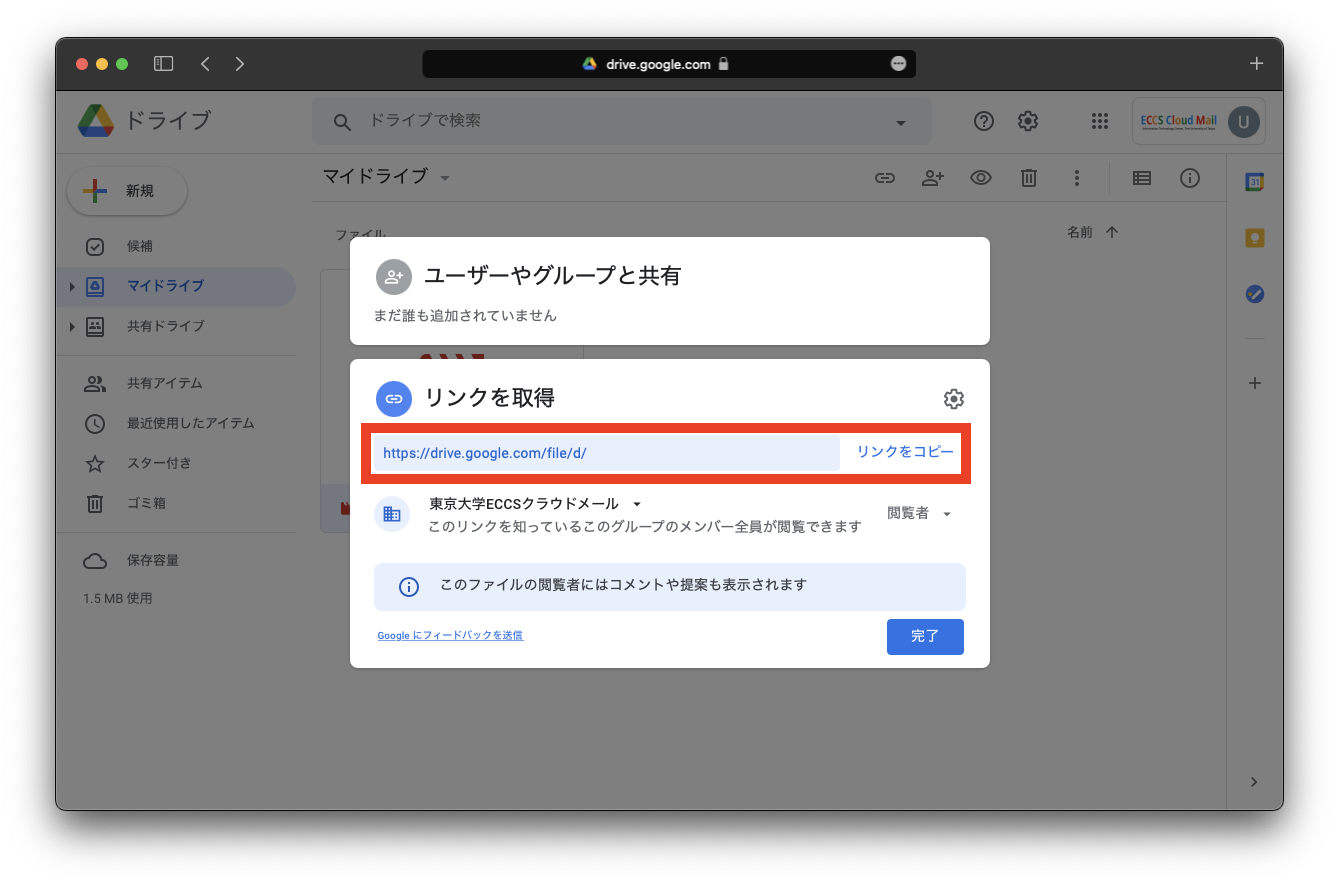 drive.google.com
ドライブ
ドライブで検索
ECCS Cloud Mail
U
新規
マイドライブ
31
候補
マイドライブ
共有ドライブ
共有アイテム
最近使用したアイテム
スター付き
ゴミ箱
保存容量
1.5 MB 使用
ファイル
名前
ユーザーやグループと共有
まだ誰も追加されていません
リンクを取得
https://drive.google.com/file/d/
リンクをコピー
東京大学ECCSクラウドメール
このリンクを知っているこのグループのメンバー全員が閲覧できます
閲覧者
このファイルの閲覧者にはコメントや提案も表示されます
Google にフィードバックを送信
完了